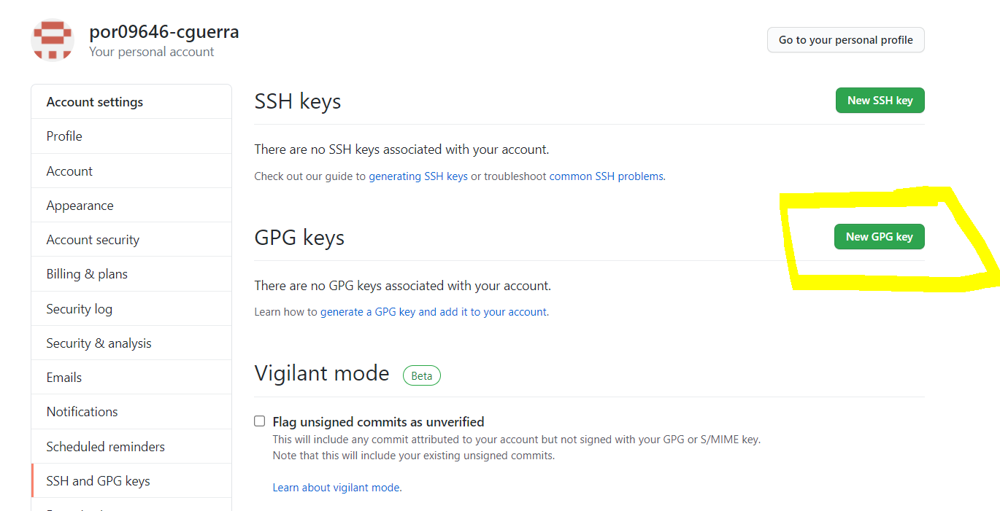 por09646-cguerra
Your personal account
Go to your personal profile
Account settings
Profile
Account
Appearance
Account security
Billing & plans
Security log
Security & analysis
Emails
Notifications
Scheduled reminders
SSH and GPG keys
SSH keys
New SSH key
There are no SSH keys associated with your account.
Check out our guide to generating SSH keys or troubleshoot common SSH problems.
GPG keys
New GPG key
There are no GPG keys associated with your account.
Learn how to generate a GPG key and add it to your account.
Vigilant mode Beta
Flag unsigned commits as unverified
This will include any commit attributed to your account but not signed with your GPG or S/MIME key.
Note that this will include your existing unsigned commits.
Learn about vigilant mode.